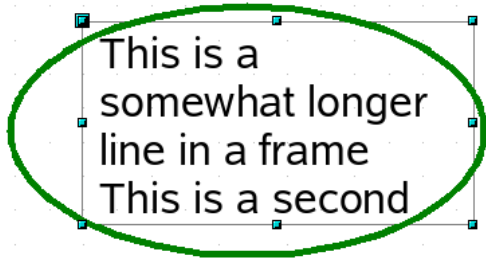 This is a
somewhat longer
line in a frame
This is a second